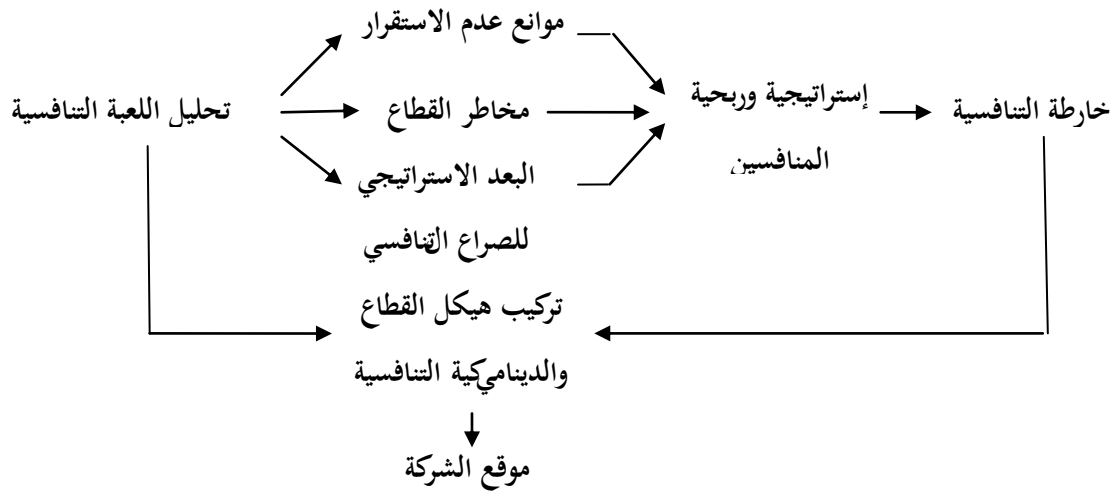 موانع عدم الاستقرار
تحليل اللعبة التنافسية
مخاطر القطاع
إستراتيجية وربحية
المنافسين
خارطة التنافسية
البعد الاستراتيجي
للصراع التنافسي
تركيب هيكل القطاع
والديناميكية التنافسية
موقع الشركة